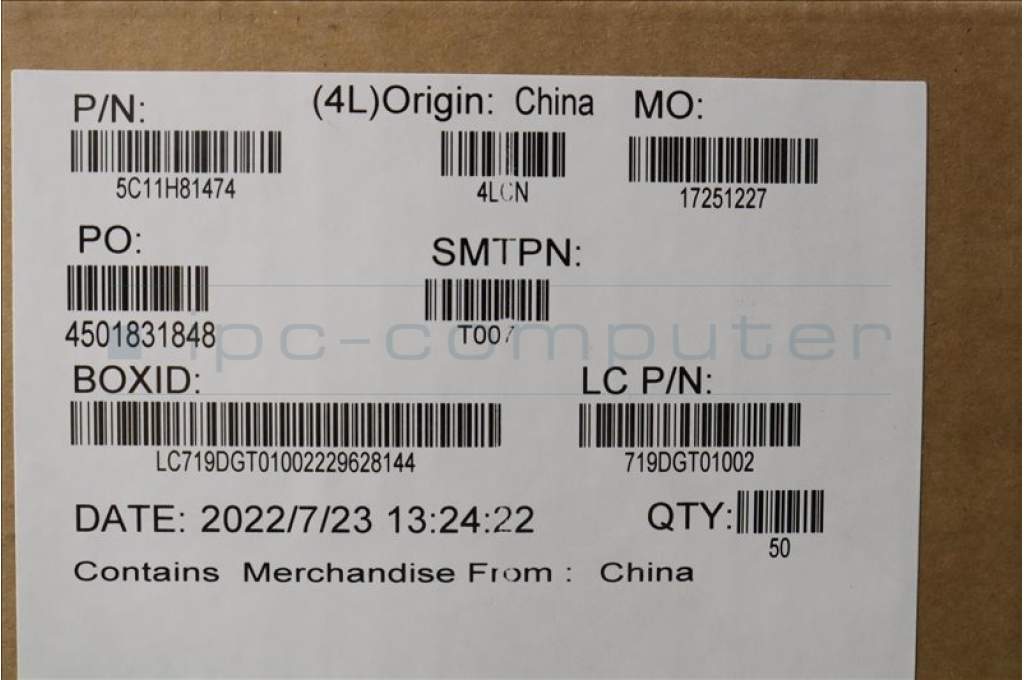 P/N: (4L)Origin: China MO:
5C11H81474 4LCN 17251227
PO: SMTPN:
4501831848 T007
ipc-computer
BOXID: LC P/N:
LC719DGT01002229628144 719DGT01002
DATE: 2022/7/23 13:24:22 QTY:
50
Contains Merchandise From : China